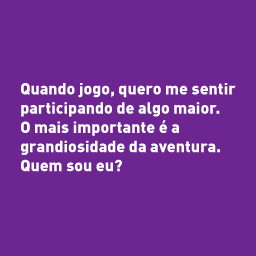 Quando jogo, quero me sentir
participando de algo maior.
O mais importante é a
grandiosidade da aventura.
Quem sou eu?